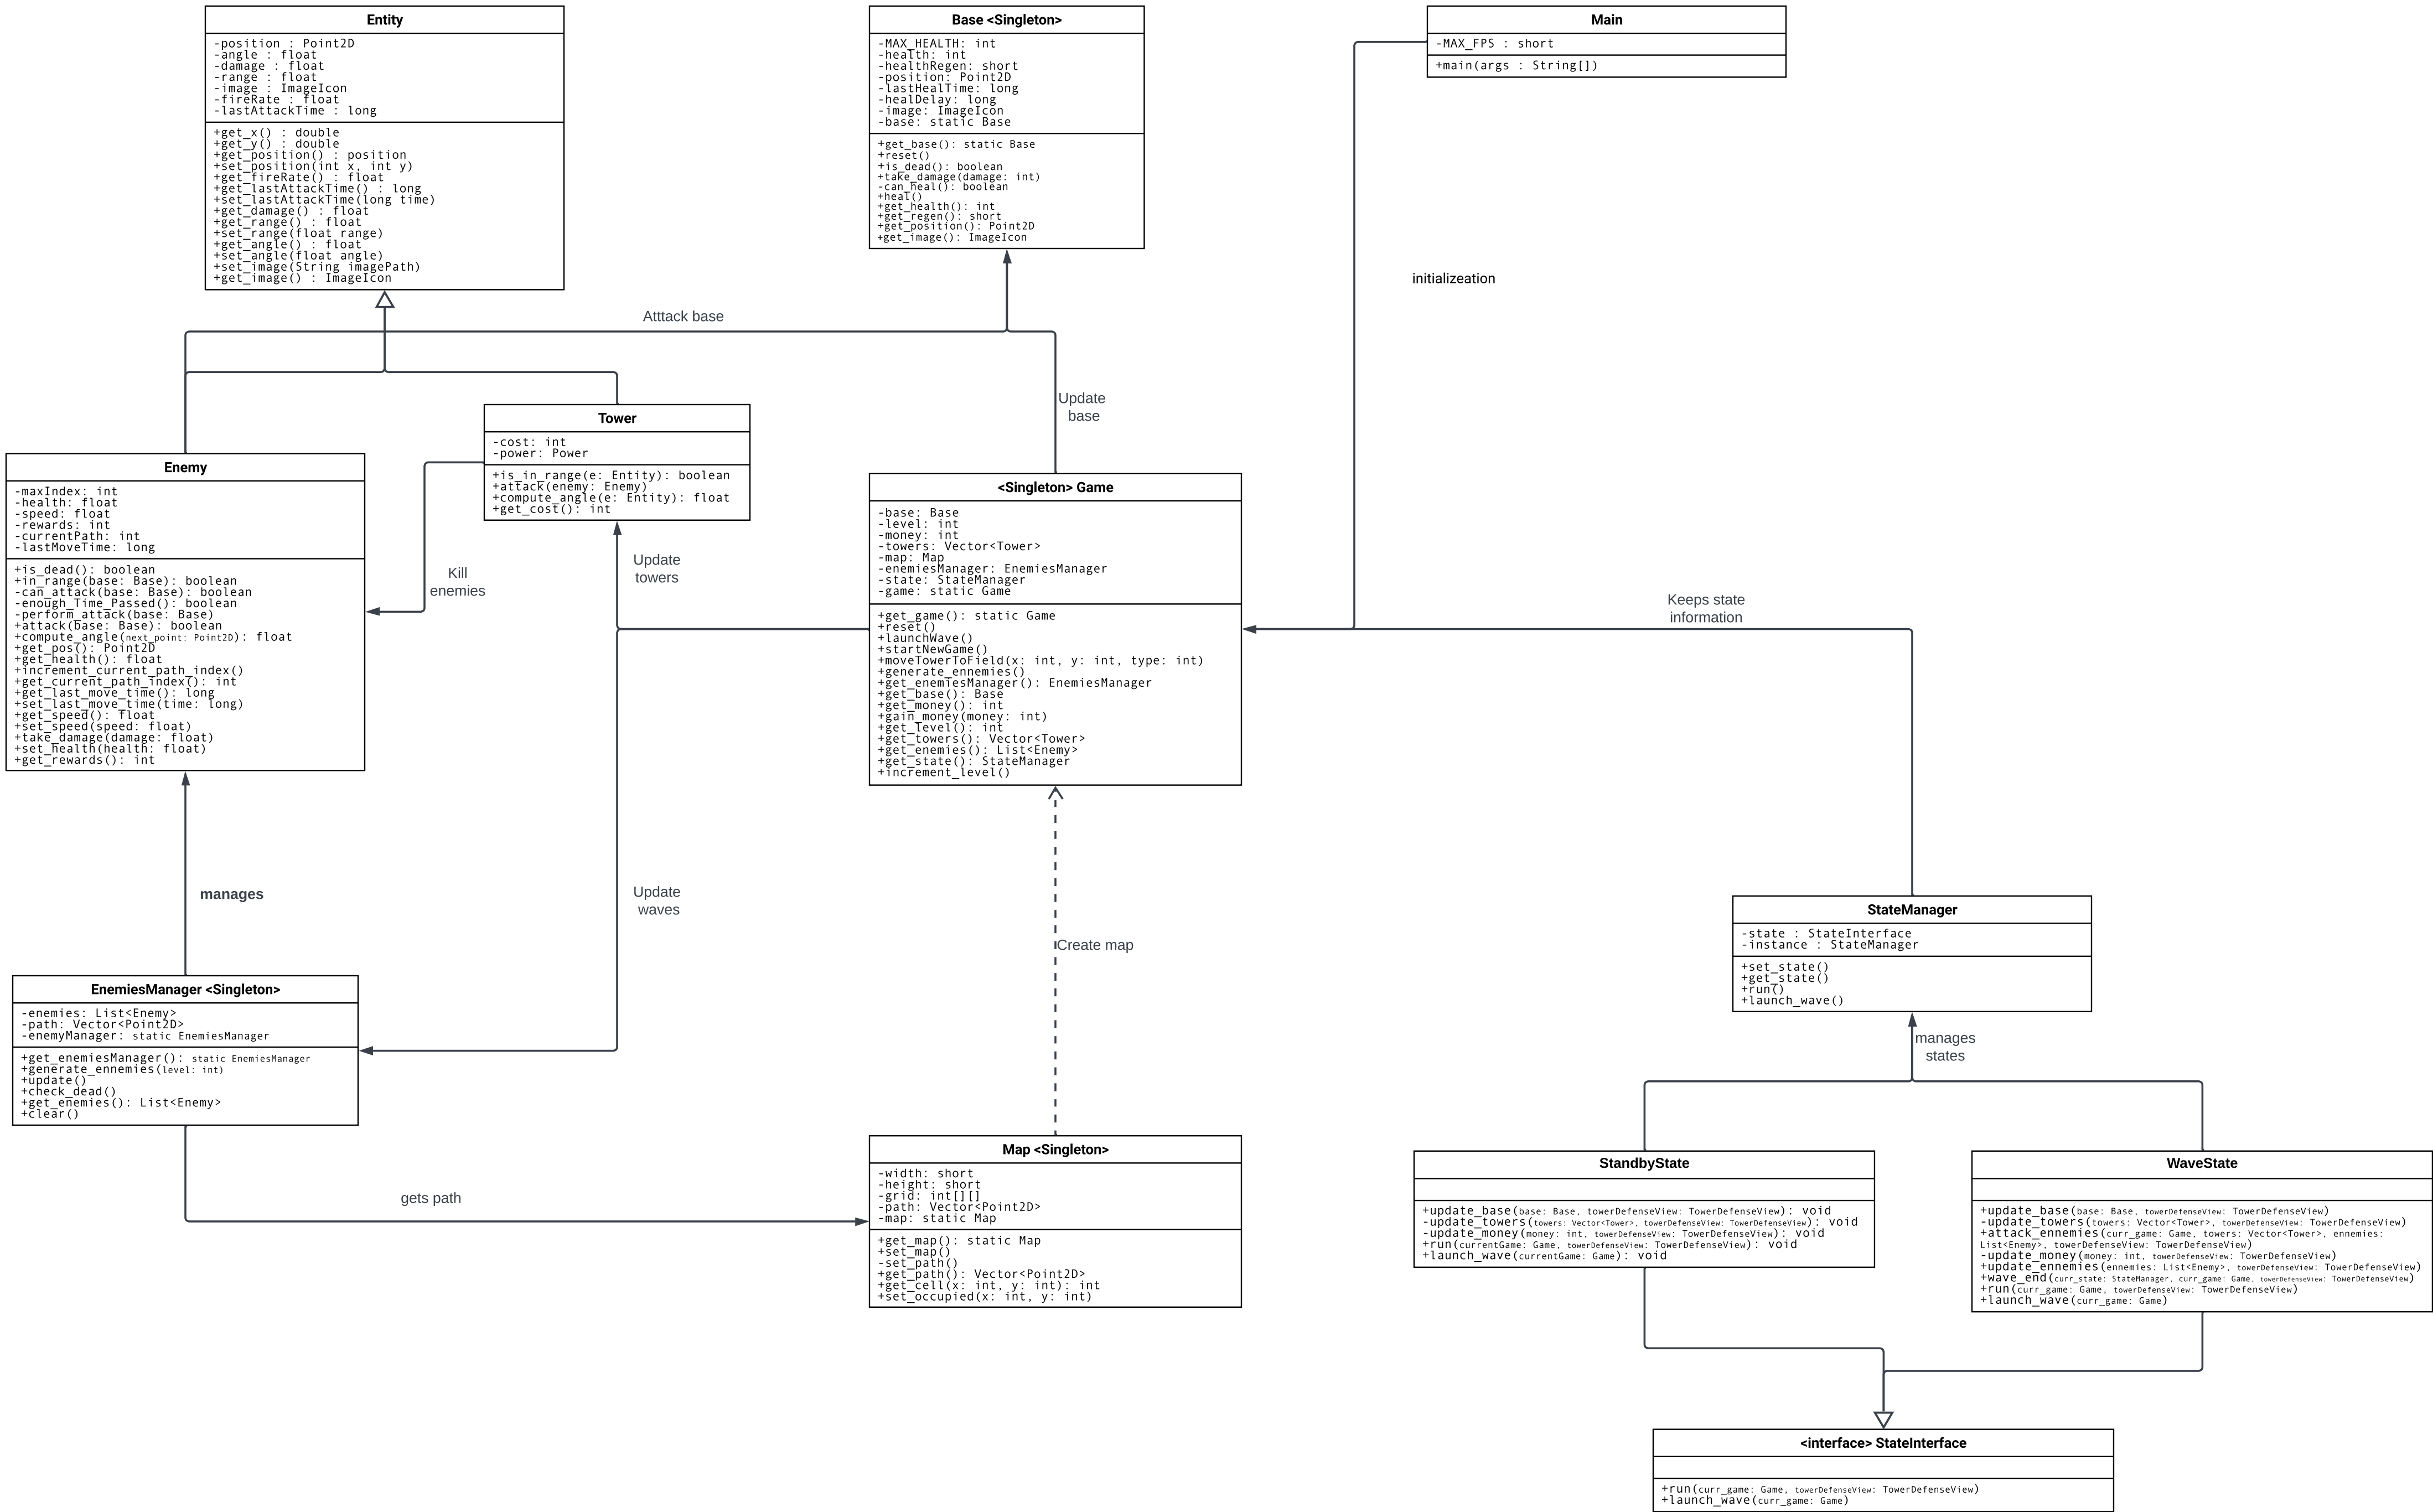 Entity
-position : Point2D
-angle : float
-damage : float
-range : float
-image : ImageIcon
-fireRate : float
-lastAttackTime : long
+get_x() : double
+get_y() : double
+get_position() : position
+set_position(int x, int y)
+get_fireRate() : float
+get_lastAttackTime() : long
+set_lastAttackTime(long time)
+get_damage() : float
+get_range() : float
+set_range(float range)
+get_angle() : float
+set_angle(float angle)
+set_image(String imagePath)
+get_image() : ImageIcon
Base <Singleton>
-MAX_HEALTH: int
-health: int
-healthRegen: short
-position: Point2D
-lastHealTime: long
-healDelay: long
-image: ImageIcon
-base: static Base
+get_base(): static Base
+reset()
+is_dead(): boolean
+take_damage(damage: int)
-can_heal(): boolean
+heal()
+get_health(): int
+get_regen(): short
+get_position(): Point2D
+get_image(): ImageIcon
Main
-MAX_FPS : short
+main(args : String[])
initializeation
Atttack base
Update
base
Tower
-cost: int
-power: Power
+is_in_range(e: Entity): boolean
+attack(enemy: Enemy)
+compute_angle(e: Entity): float
+get_cost(): int
Enemy
-maxIndex: int
-health: float
-speed: float
-rewards: int
-currentPath: int
-lastMoveTime: long
+is_dead(): boolean
+in_range(base: Base): boolean
-can_attack(base: Base): boolean
-enough_Time_Passed(): boolean
-perform_attack(base: Base)
+attack(base: Base): boolean
+compute_angle(next_point: Point2D): float
+get_pos(): Point2D
+get_health(): float
+increment_current_path_index()
+get_current_path_index(): int
+get_last_move_time(): long
+set_last_move_time(time: long)
+get_speed(): float
+set_speed(speed: float)
+take_damage(damage: float)
+set_health(health: float)
+get_rewards(): int
Kill
enemies
Update
towers
<Singleton> Game
-base: Base
-level: int
-money: int
-towers: Vector<Tower>
-map: Map
-enemiesManager: EnemiesManager
-state: StateManager
-game: static Game
+get_game(): static Game
+reset()
+launchWave()
+startNewGame()
+moveTowerToField(x: int, y: int, type: int)
+generate_ennemies()
+get_enemiesManager(): EnemiesManager
+get_base(): Base
+get_money(): int
+gain_money(money: int)
+get_level(): int
+get_towers(): Vector<Tower>
+get_enemies(): List<Enemy>
+get_state(): StateManager
+increment_level()
Keeps state
information
manages
Update
waves
Create map
StateManager
-state : StateInterface
-instance : StateManager
+set_state()
+get_state()
+run()
+launch_wave()
manages
states
EnemiesManager <Singleton>
-enemies: List<Enemy>
-path: Vector<Point2D>
-enemyManager: static EnemiesManager
+get_enemiesManager(): static EnemiesManager
+generate_ennemies(level: int)
+update()
+check_dead()
+get_enemies(): List<Enemy>
+clear()
gets path
Map <Singleton>
-width: short
-height: short
-grid: int[][]
-path: Vector<Point2D>
-map: static Map
+get_map(): static Map
+set_map()
-set_path()
+get_path(): Vector<Point2D>
+get_cell(x: int, y: int): int
+set_occupied(x: int, y: int)
StandbyState
+update_base(base: Base, towerDefenseView: TowerDefenseView): void
-update_towers(towers: Vector<Tower>, towerDefenseView: TowerDefenseView): void
-update_money(money: int, towerDefenseView: TowerDefenseView): void
+run(currentGame: Game, towerDefenseView: TowerDefenseView): void
+launch_wave(currentGame: Game): void
WaveState
+update_base(base: Base, towerDefenseView: TowerDefenseView)
-update_towers(towers: Vector<Tower>, towerDefenseView: TowerDefenseView)
+attack_ennemies(curr_game: Game, towers: Vector<Tower>, ennemies:
List<Enemy>, towerDefenseView: TowerDefenseView)
-update_money(money: int, towerDefenseView: TowerDefenseView)
+update_ennemies(ennemies: List<Enemy>, towerDefenseView: TowerDefenseView)
+wave_end(curr_state: StateManager, curr_game: Game, towerDefenseView: TowerDefenseView)
+run(curr_game: Game, towerDefenseView: TowerDefenseView)
+launch_wave(curr_game: Game)
<interface> StateInterface
+run(curr_game: Game, towerDefenseView: TowerDefenseView)
+launch_wave(curr_game: Game)